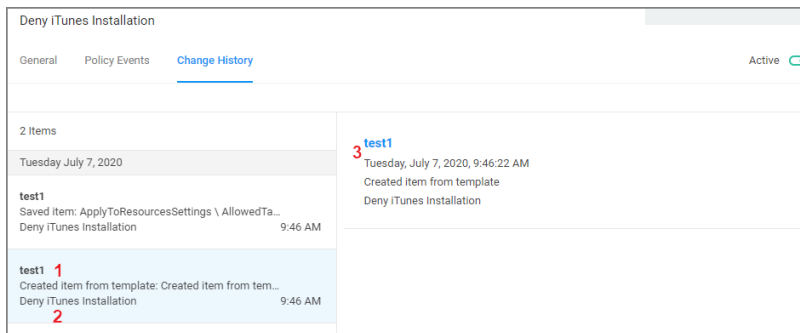 Deny iTunes Installation
General Policy Events Change History Active
2 Items
Tuesday July 7, 2020
test1
Saved item: ApplyToResourcesSettings \ AllowedTa...
Deny iTunes Installation 9:46 AM
test1 1
Created item from template: Created item from tem...
Deny iTunes Installation 9:46 AM
2
test1
3
Tuesday, July 7, 2020, 9:46:22 AM
Created item from template
Deny iTunes Installation